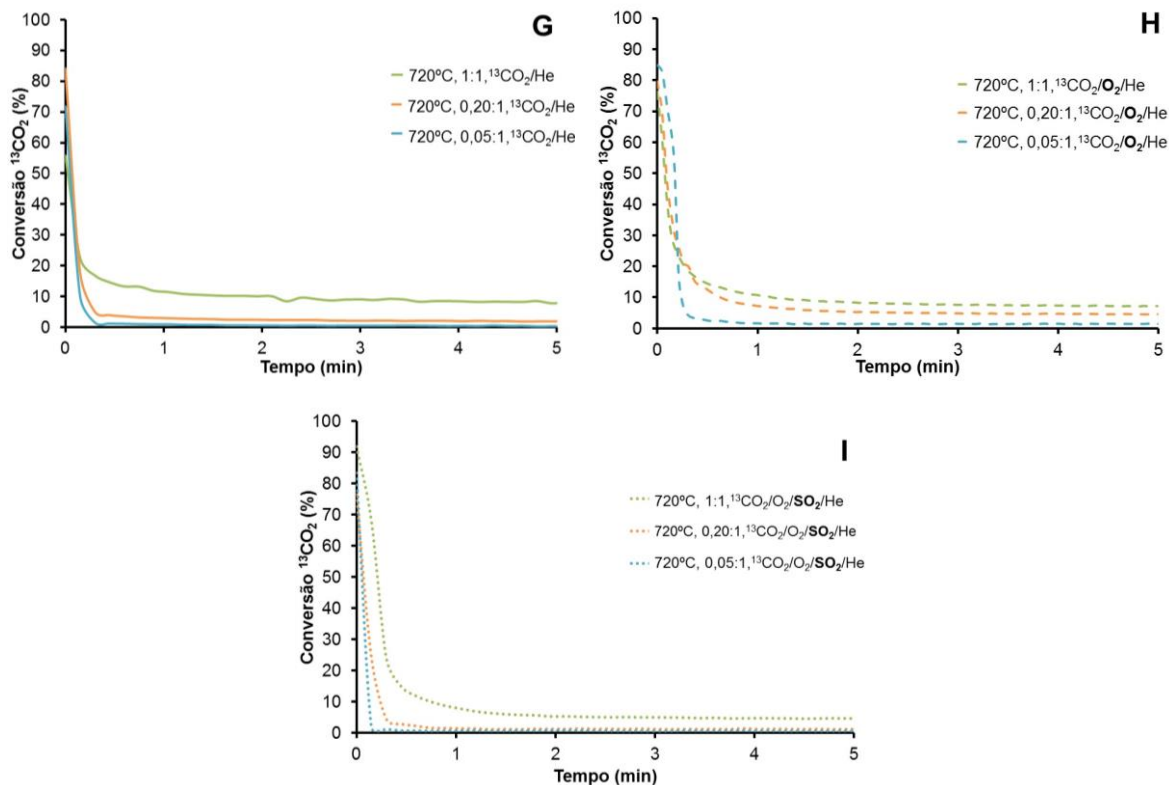 G
Conversão ¹³CO₂ (%)
100
90
80
70
60
50
40
30
20
10
0
720ºC, 1:1,¹³CO₂/He
720ºC, 0,20:1,¹³CO₂/He
720ºC, 0,05:1,¹³CO₂/He
0 1 2 3 4 5
Tempo (min)
H
Conversão ¹³CO₂ (%)
100
90
80
70
60
50
40
30
20
10
0
720ºC, 1:1,¹³CO₂/O₂/He
720ºC, 0,20:1,¹³CO₂/O₂/He
720ºC, 0,05:1,¹³CO₂/O₂/He
0 1 2 3 4 5
Tempo (min)
I
Conversão ¹³CO₂ (%)
100
90
80
70
60
50
40
30
20
10
0
720ºC, 1:1,¹³CO₂/O₂/SO₂/He
720ºC, 0,20:1,¹³CO₂/O₂/SO₂/He
720ºC, 0,05:1,¹³CO₂/O₂/SO₂/He
0 1 2 3 4 5
Tempo (min)